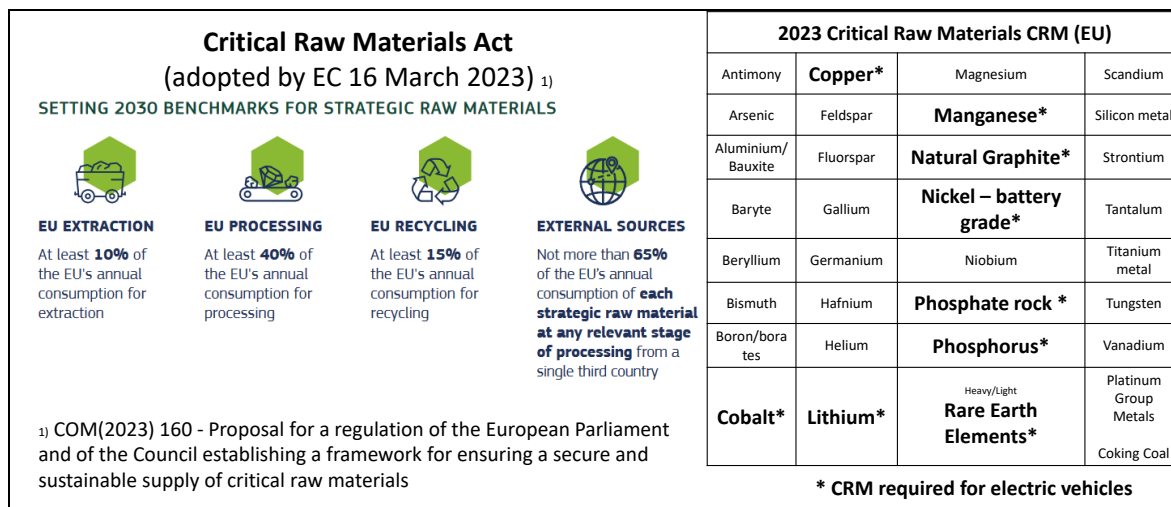 Critical Raw Materials Act
(adopted by EC 16 March 2023) 1)
SETTING 2030 BENCHMARKS FOR STRATEGIC RAW MATERIALS
EU EXTRACTION
At least 10% of
the EU's annual
consumption for
extraction
EU PROCESSING
At least 40% of
the EU's annual
consumption for
processing
EU RECYCLING
At least 15% of
the EU's annual
consumption for
recycling
EXTERNAL SOURCES
Not more than 65%
of the EU's annual
consumption of each
strategic raw material
at any relevant stage
of processing from a
single third country
1) COM(2023) 160 - Proposal for a regulation of the European Parliament
and of the Council establishing a framework for ensuring a secure and
sustainable supply of critical raw materials
2023 Critical Raw Materials CRM (EU)
Antimony Copper* Magnesium Scandium
Arsenic Feldspar Manganese* Silicon metal
Aluminium/
Bauxite Fluorspar Natural Graphite* Strontium
Baryte Gallium Nickel – battery
grade* Tantalum
Beryllium Germanium Niobium Titanium
metal
Bismuth Hafnium Phosphate rock * Tungsten
Boron/bora
tes Helium Phosphorus* Vanadium
Cobalt* Lithium* Heavy/Light
Rare Earth
Elements* Platinum
Group
Metals
Coking Coal
* CRM required for electric vehicles